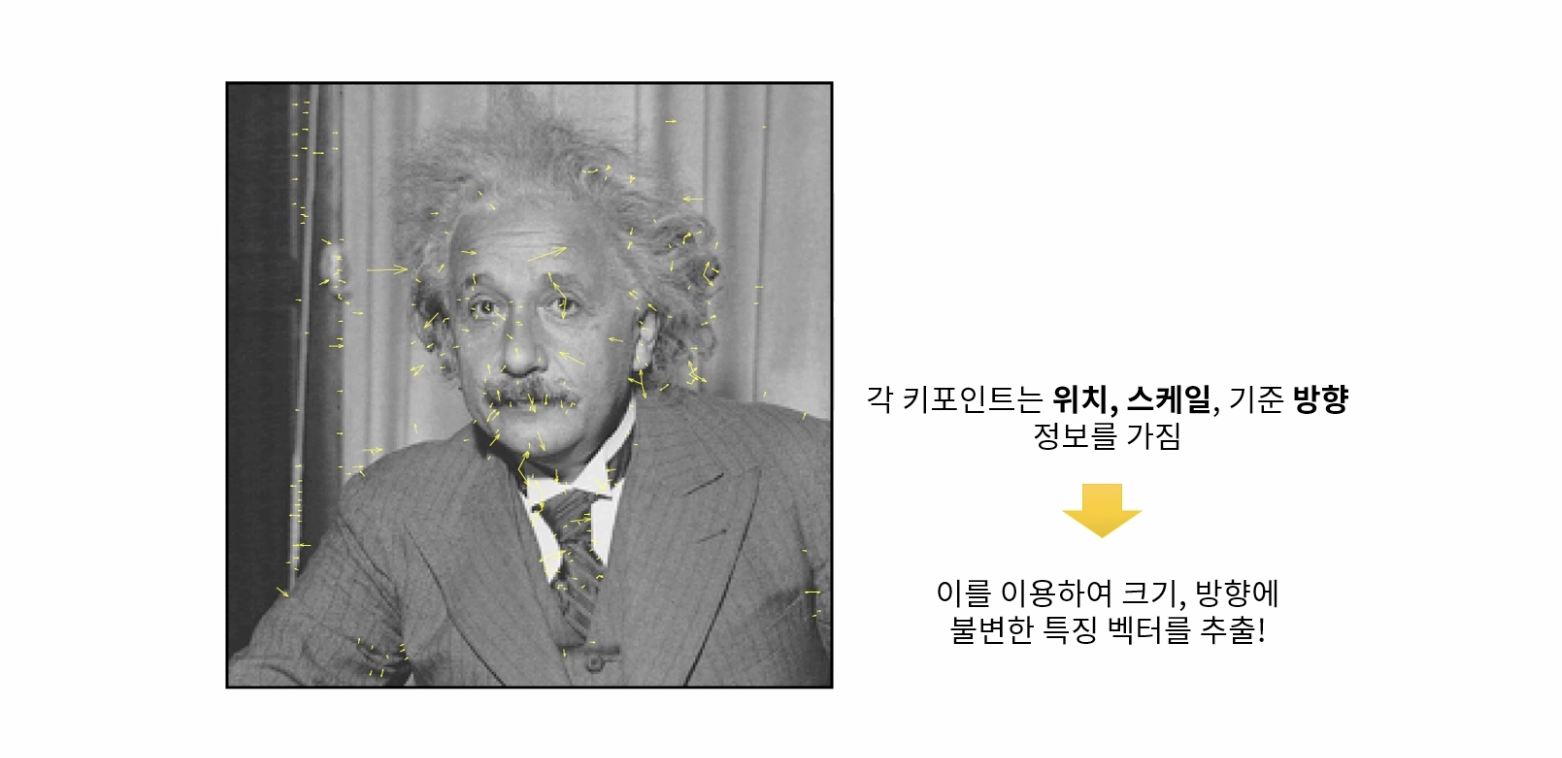 각 키포인트는 위치, 스케일, 기준 방향
정보를 가짐
이를 이용하여 크기, 방향에
불변한 특징 벡터를 추출!